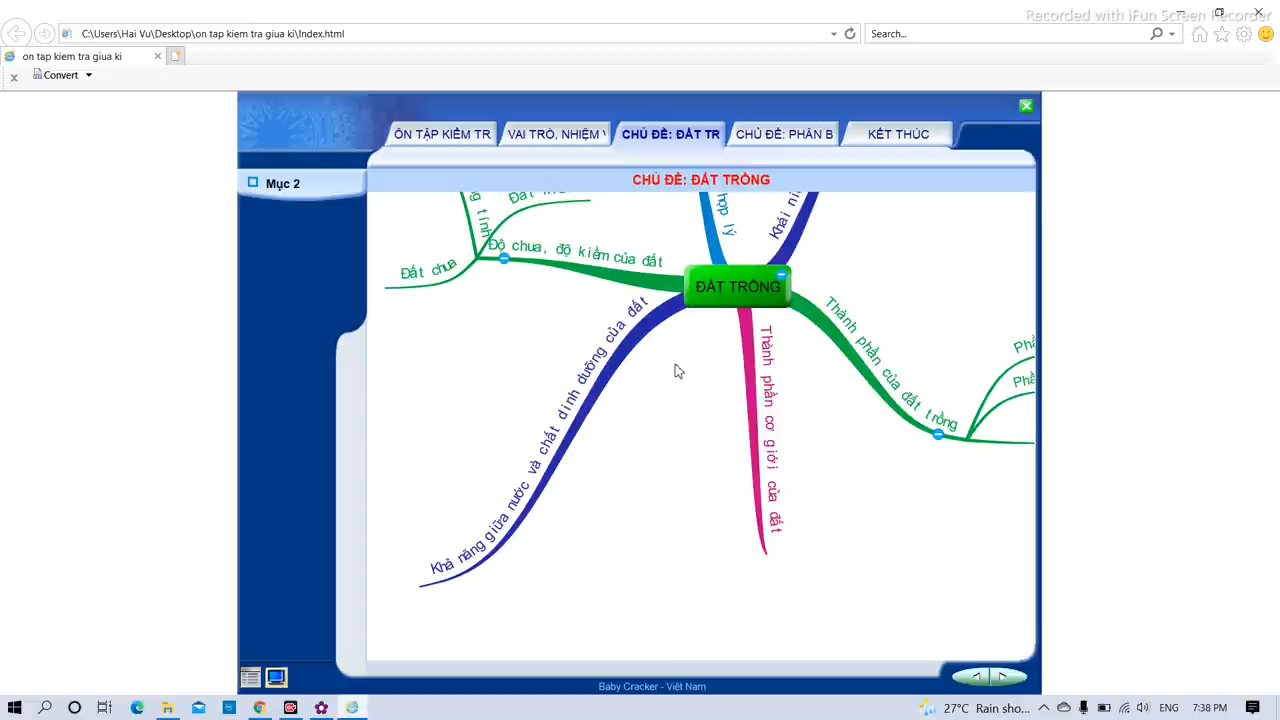 Recorded with iFun Screen Recorder
C:\Users\Hai Vu\Desktop\on tap kiem tra giua ki\Index.html
Search...
on tap kiem tra giua ki
x Convert
ÔN TẬP KIỂM TR
VAI TRÒ, NHIỆM V
CHỦ ĐỀ: ĐẤT TR
CHỦ ĐỀ: PHÂN B
KẾT THÚC
Mục 2
CHỦ ĐỀ: ĐẤT TRỒNG
g tính
hợp lý
Khái ni
Độ chua, độ kiềm của đất
Đất chua
ĐẤT TRỒNG
Thành phần của đất trồng
Phầ
Phầ
Thành phần cơ giới của đất
Khả năng giữa nước và chất dinh dưỡng của đất
Baby Cracker - Việt Nam
27°C Rain sho...
ENG
7:38 PM